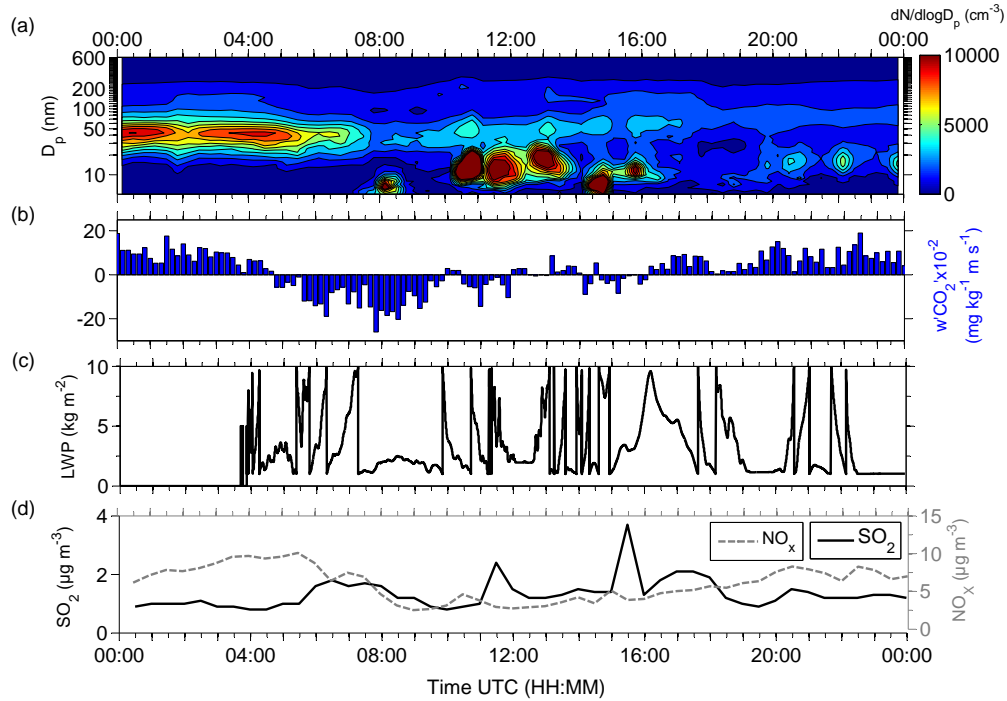 (a)
dN/dlogD_p (cm^-3)
00:00 04:00 08:00 12:00 16:00 20:00 00:00
D_p (nm)
600
200
100
50
10
10000
5000
0
(b)
20
0
-20
w'CO_2'x10^-2
(mg kg^-1 m s^-1)
(c)
LWP (kg m^-2)
10
5
0
(d)
SO_2 (µg m^-3)
4
2
0
NO_x
SO_2
15
10
5
0
NO_X (µg m^-3)
00:00 04:00 08:00 12:00 16:00 20:00 00:00
Time UTC (HH:MM)